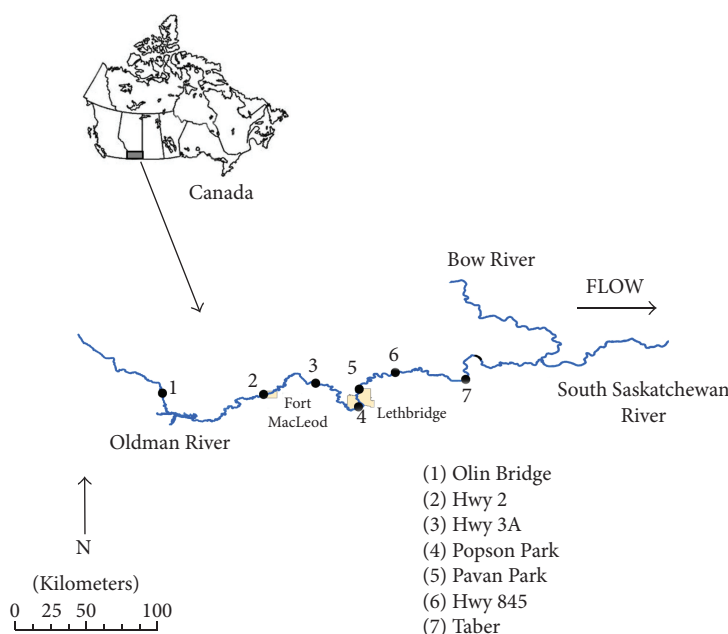 Canada
Bow River
FLOW
South Saskatchewan
River
1
2
3
4
5
6
7
Fort
MacLeod
Lethbridge
Oldman River
N
(Kilometers)
0 25 50 100
(1) Olin Bridge
(2) Hwy 2
(3) Hwy 3A
(4) Popson Park
(5) Pavan Park
(6) Hwy 845
(7) Taber